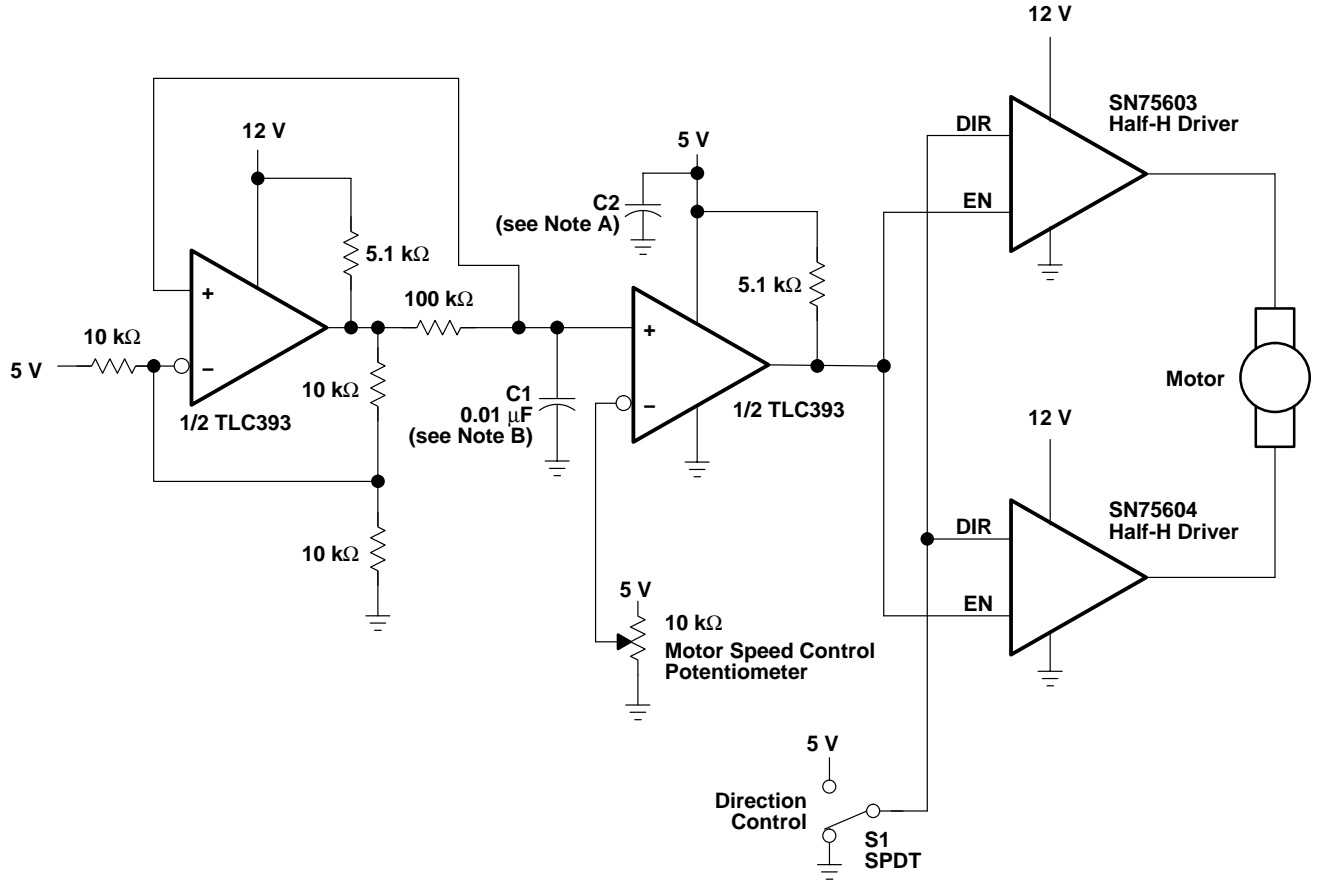 12 V
SN75603
Half-H Driver
DIR
EN
12 V
5 V
C2
(see Note A)
5.1 kΩ
5.1 kΩ
100 kΩ
10 kΩ
5 V
+
−
1/2 TLC393
10 kΩ
C1
0.01 μF
(see Note B)
+
−
1/2 TLC393
Motor
12 V
SN75604
Half-H Driver
DIR
EN
10 kΩ
5 V
10 kΩ
Motor Speed Control
Potentiometer
5 V
Direction
Control
S1
SPDT